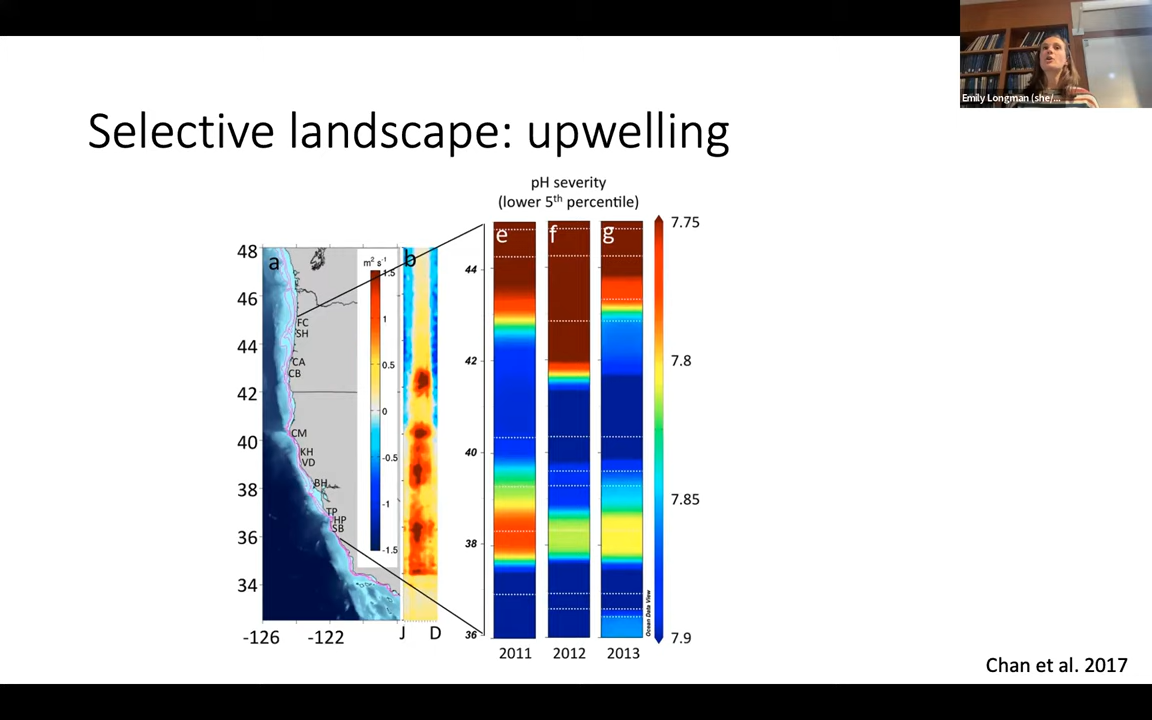 Emily Longman (she/...
Selective landscape: upwelling
pH severity
(lower 5th percentile)
a
48
46
44
42
40
38
36
34
-126
-122
FC
SH
CA
CB
CM
KH
VD
BH
TP
HP
SB
m² s⁻¹
1.5
1
0.5
0
-0.5
-1
-1.5
b
J
D
44
42
40
38
36
e
f
g
2011
2012
2013
7.75
7.8
7.85
7.9
Ocean Data View
Chan et al. 2017